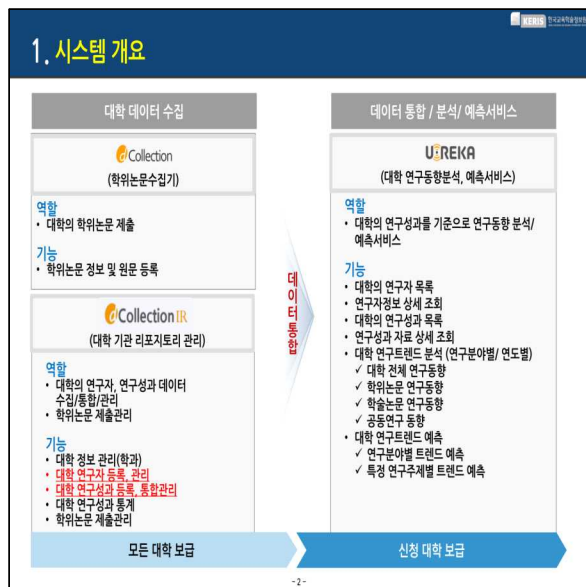 KERIS 한국교육학술정보원
1. 시스템 개요
대학 데이터 수집
dCollection
(학위논문수집기)
역할
• 대학의 학위논문 제출
기능
• 학위논문 정보 및 원문 등록
dCollection IR
(대학 기관 리포지토리 관리)
역할
• 대학의 연구자, 연구성과 데이터
수집/통합/관리
• 학위논문 제출관리
기능
• 대학 정보 관리(학과)
• 대학 연구자 등록, 관리
• 대학 연구성과 등록, 통합관리
• 대학 연구성과 통계
• 학위논문 제출관리
모든 대학 보급
데이터통합
데이터 통합 / 분석/ 예측서비스
UREKA
(대학 연구동향분석, 예측서비스)
역할
• 대학의 연구성과를 기준으로 연구동향 분석/
예측서비스
기능
• 대학의 연구자 목록
• 연구자정보 상세 조회
• 대학의 연구성과 목록
• 연구성과 자료 상세 조회
• 대학 연구트렌드 분석 (연구분야별/ 연도별)
✓ 대학 전체 연구동향
✓ 학위논문 연구동향
✓ 학술논문 연구동향
✓ 공동연구 동향
• 대학 연구트렌드 예측
✓ 연구분야별 트렌드 예측
✓ 특정 연구주제별 트렌드 예측
신청 대학 보급
- 2 -